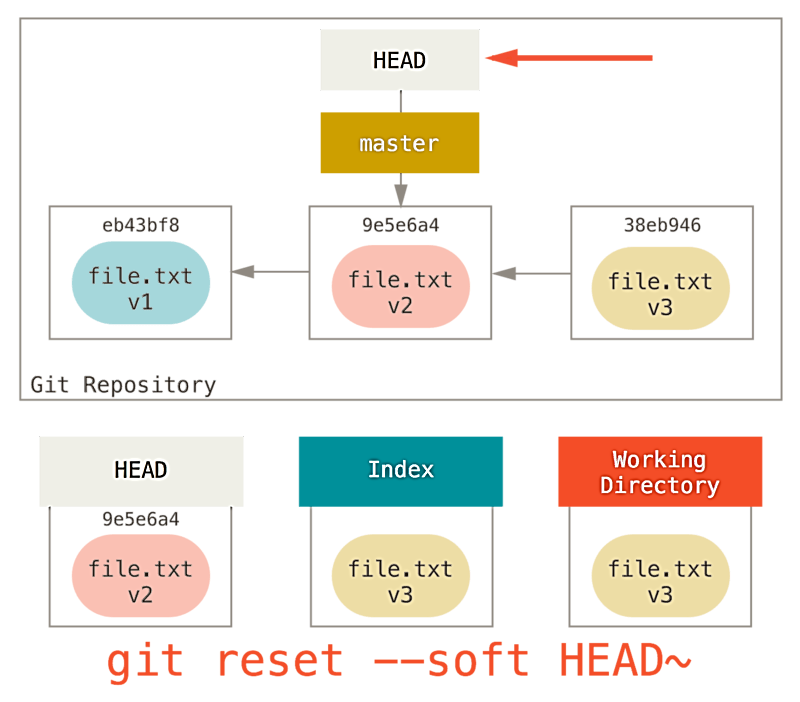 HEAD
master
eb43bf8
file.txt
v1
9e5e6a4
file.txt
v2
38eb946
file.txt
v3
Git Repository
HEAD
9e5e6a4
file.txt
v2
Index
file.txt
v3
Working
Directory
file.txt
v3
git reset --soft HEAD~